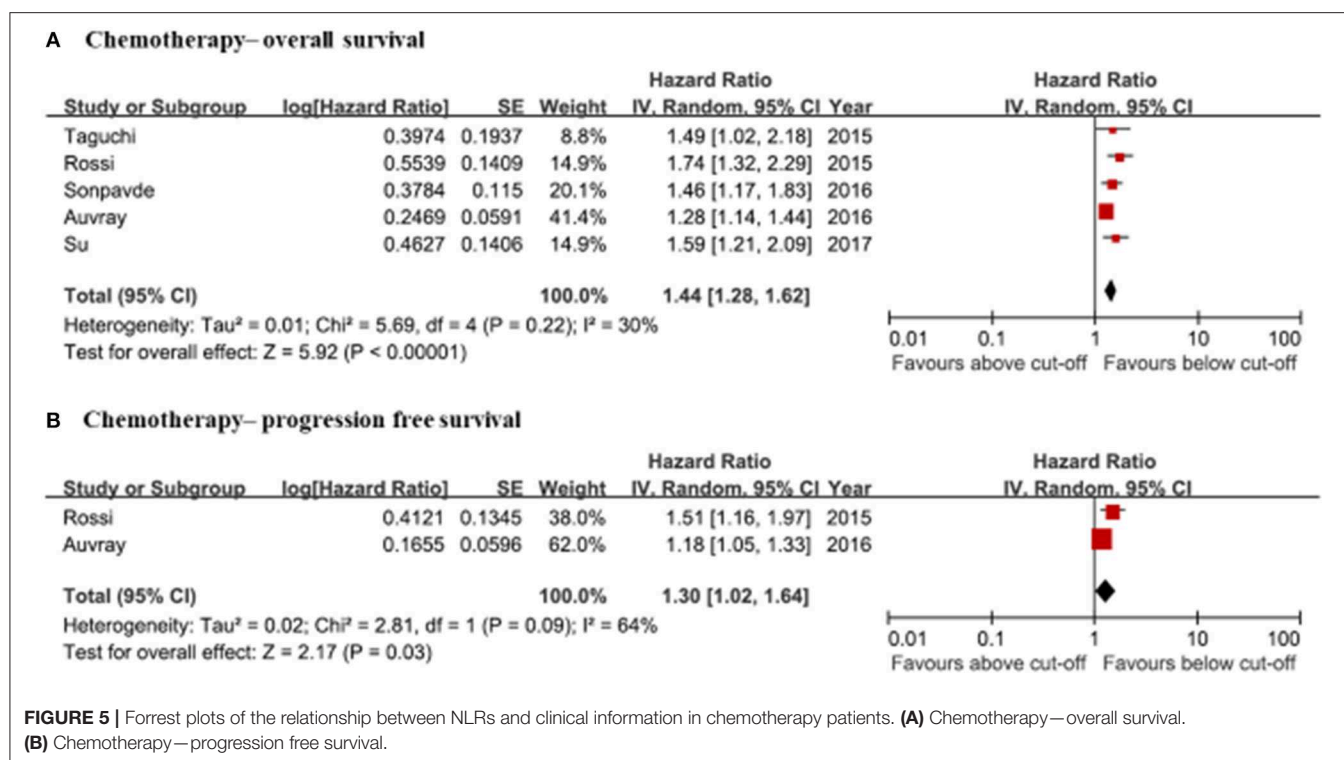 A Chemotherapy–overall survival
Hazard Ratio Hazard Ratio
Study or Subgroup log[Hazard Ratio] SE Weight IV, Random, 95% CI Year IV, Random, 95% CI
Taguchi 0.3974 0.1937 8.8% 1.49 [1.02, 2.18] 2015
Rossi 0.5539 0.1409 14.9% 1.74 [1.32, 2.29] 2015
Sonpavde 0.3784 0.115 20.1% 1.46 [1.17, 1.83] 2016
Auvray 0.2469 0.0591 41.4% 1.28 [1.14, 1.44] 2016
Su 0.4627 0.1406 14.9% 1.59 [1.21, 2.09] 2017
Total (95% CI) 100.0% 1.44 [1.28, 1.62]
Heterogeneity: Tau² = 0.01; Chi² = 5.69, df = 4 (P = 0.22); I² = 30%
Test for overall effect: Z = 5.92 (P < 0.00001)
0.01 0.1 1 10 100
Favours above cut-off Favours below cut-off
B Chemotherapy–progression free survival
Hazard Ratio Hazard Ratio
Study or Subgroup log[Hazard Ratio] SE Weight IV, Random, 95% CI Year IV, Random, 95% CI
Rossi 0.4121 0.1345 38.0% 1.51 [1.16, 1.97] 2015
Auvray 0.1655 0.0596 62.0% 1.18 [1.05, 1.33] 2016
Total (95% CI) 100.0% 1.30 [1.02, 1.64]
Heterogeneity: Tau² = 0.02; Chi² = 2.81, df = 1 (P = 0.09); I² = 64%
Test for overall effect: Z = 2.17 (P = 0.03)
0.01 0.1 1 10 100
Favours above cut-off Favours below cut-off
FIGURE 5 | Forrest plots of the relationship between NLRs and clinical information in chemotherapy patients. (A) Chemotherapy—overall survival.
(B) Chemotherapy—progression free survival.